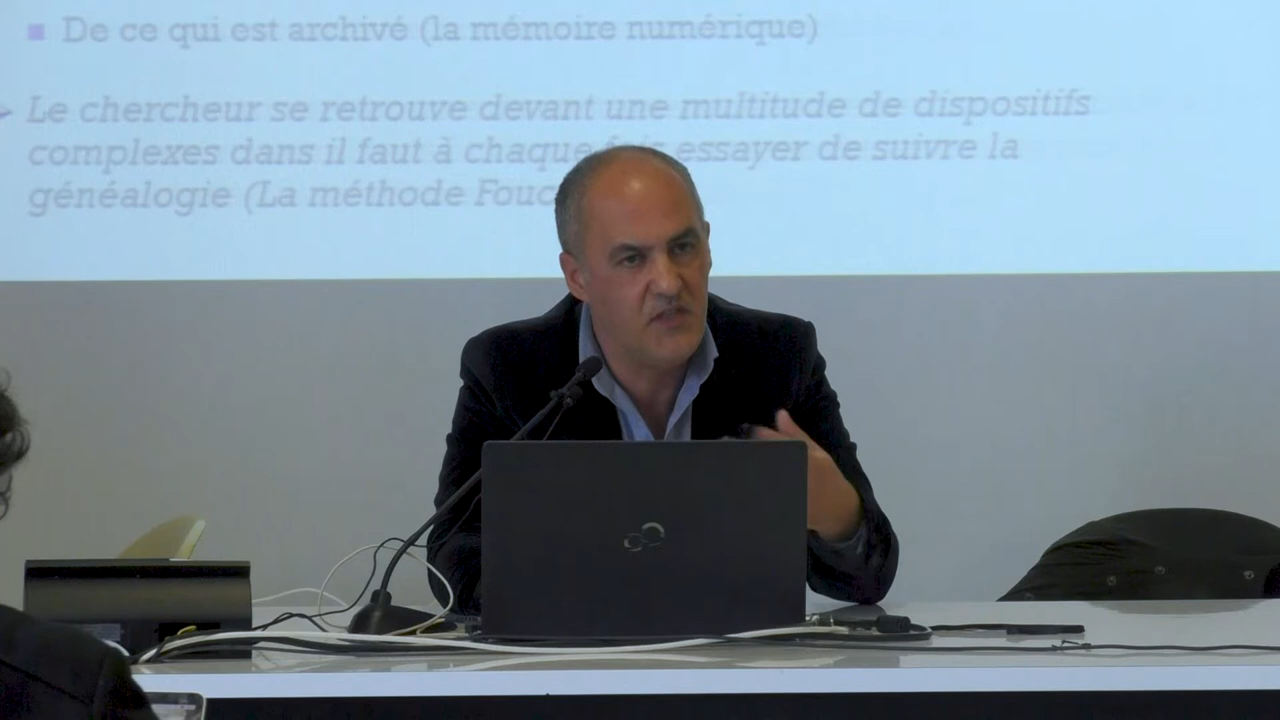 De ce qui est archivé (la mémoire numérique)
Le chercheur se retrouve devant une multitude de dispositifs
complexes dans il faut à chaque essayer de suivre la
généalogie (La méthode